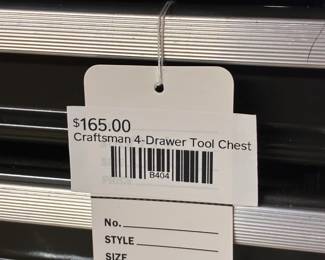 $165.00
Craftsman 4-Drawer Tool Chest
B404
No.
STYLE
SIZE